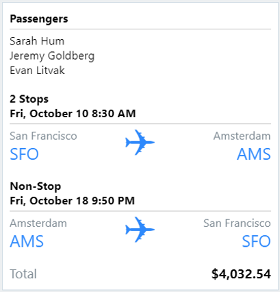 Passengers
Sarah Hum
Jeremy Goldberg
Evan Litvak
2 Stops
Fri, October 10 8:30 AM
San Francisco Amsterdam
SFO AMS
Non-Stop
Fri, October 18 9:50 PM
Amsterdam San Francisco
AMS SFO
Total $4,032.54